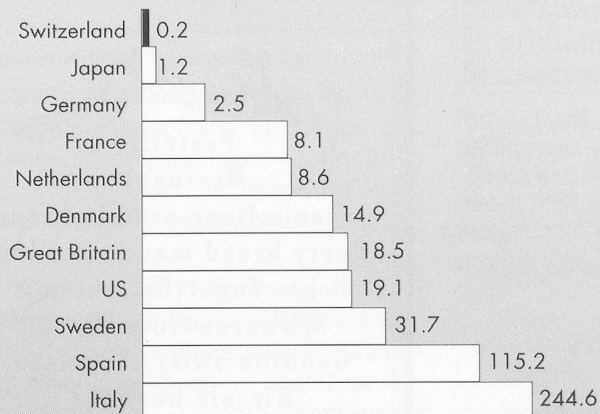 Switzerland 0.2
Japan 1.2
Germany 2.5
France 8.1
Netherlands 8.6
Denmark 14.9
Great Britain 18.5
US 19.1
Sweden 31.7
Spain 115.2
Italy 244.6